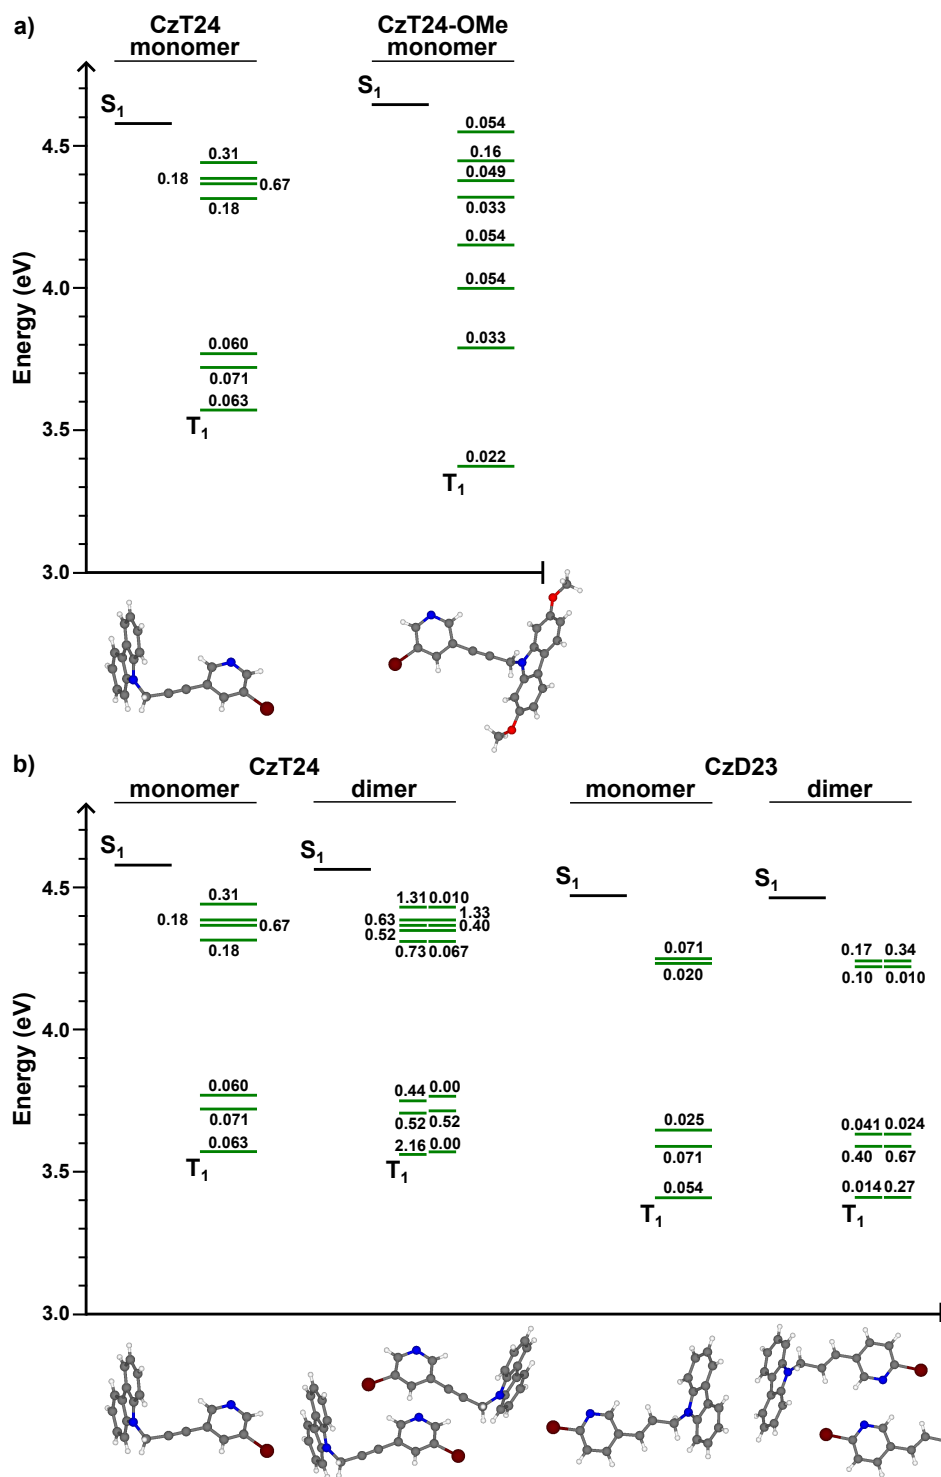 a)
CzT24
monomer
CzT24-OMe
monomer
Energy (eV)
4.5
4.0
3.5
3.0
S1
0.31
0.18
0.67
0.18
0.060
0.071
0.063
T1
S1
0.054
0.16
0.049
0.033
0.054
0.054
0.033
0.022
T1
b)
CzT24
CzD23
monomer
dimer
monomer
dimer
Energy (eV)
4.5
4.0
3.5
3.0
S1
0.31
0.18
0.67
0.18
0.060
0.071
0.063
T1
S1
1.31 0.010
1.33
0.63
0.40
0.52
0.73 0.067
0.44 0.00
0.52 0.52
2.16 0.00
T1
S1
0.071
0.020
0.025
0.071
0.054
T1
S1
0.17 0.34
0.10 0.010
0.041 0.024
0.40 0.67
0.014 0.27
T1